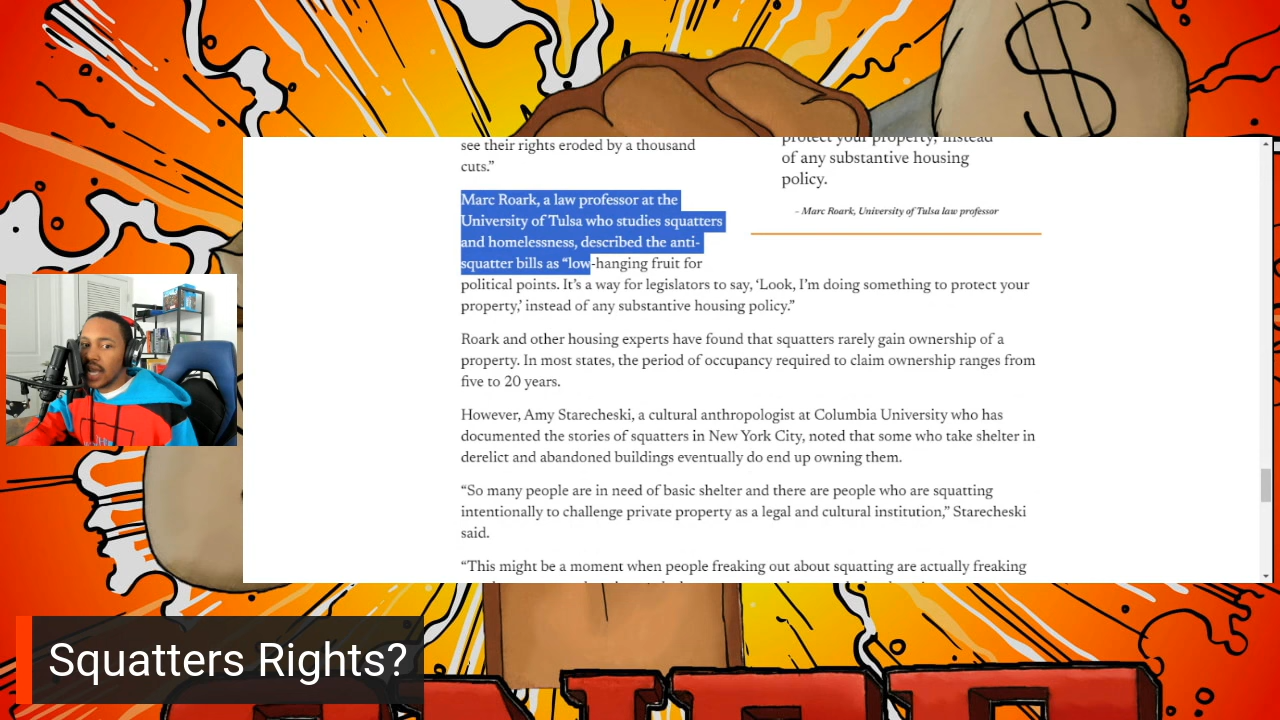 see their rights eroded by a thousand
cuts.”
Marc Roark, a law professor at the
University of Tulsa who studies squatters
and homelessness, described the anti-
squatter bills as “low-hanging fruit for
political points. It’s a way for legislators to say, ‘Look, I’m doing something to protect your
property,’ instead of any substantive housing policy.”
protect your property, instead
of any substantive housing
policy.
– Marc Roark, University of Tulsa law professor
Roark and other housing experts have found that squatters rarely gain ownership of a
property. In most states, the period of occupancy required to claim ownership ranges from
five to 20 years.
However, Amy Starecheski, a cultural anthropologist at Columbia University who has
documented the stories of squatters in New York City, noted that some who take shelter in
derelict and abandoned buildings eventually do end up owning them.
“So many people are in need of basic shelter and there are people who are squatting
intentionally to challenge private property as a legal and cultural institution,” Starecheski
said.
“This might be a moment when people freaking out about squatting are actually freaking
Squatters Rights?
$